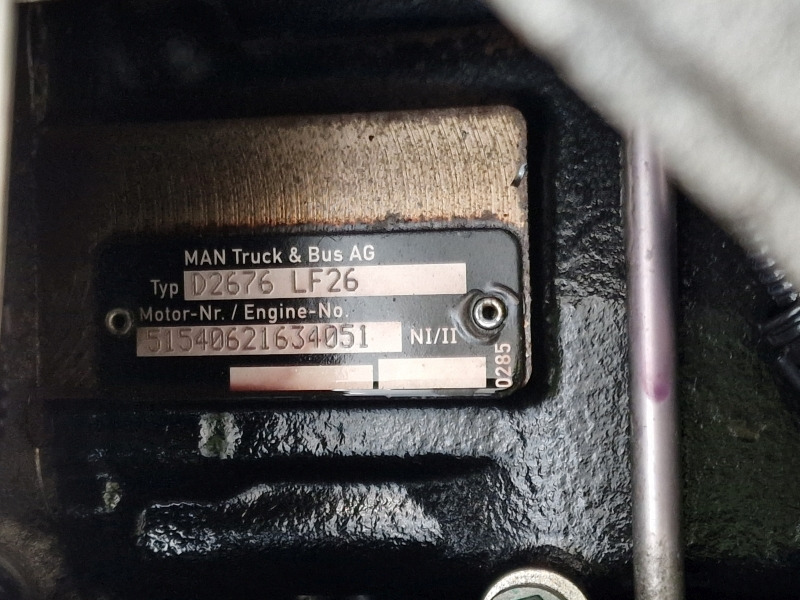 MAN Truck & Bus AG
Typ D2676 LF26
Motor-Nr. / Engine-No.
51540621634051 NI/II
0285